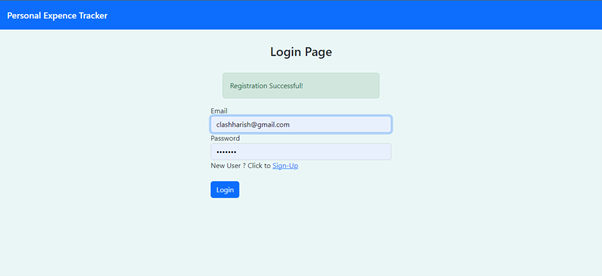 Personal Expence Tracker
Login Page
Registration Successful!
Email
clashharish@gmail.com
Password
•••••••
New User ? Click to Sign-Up
Login